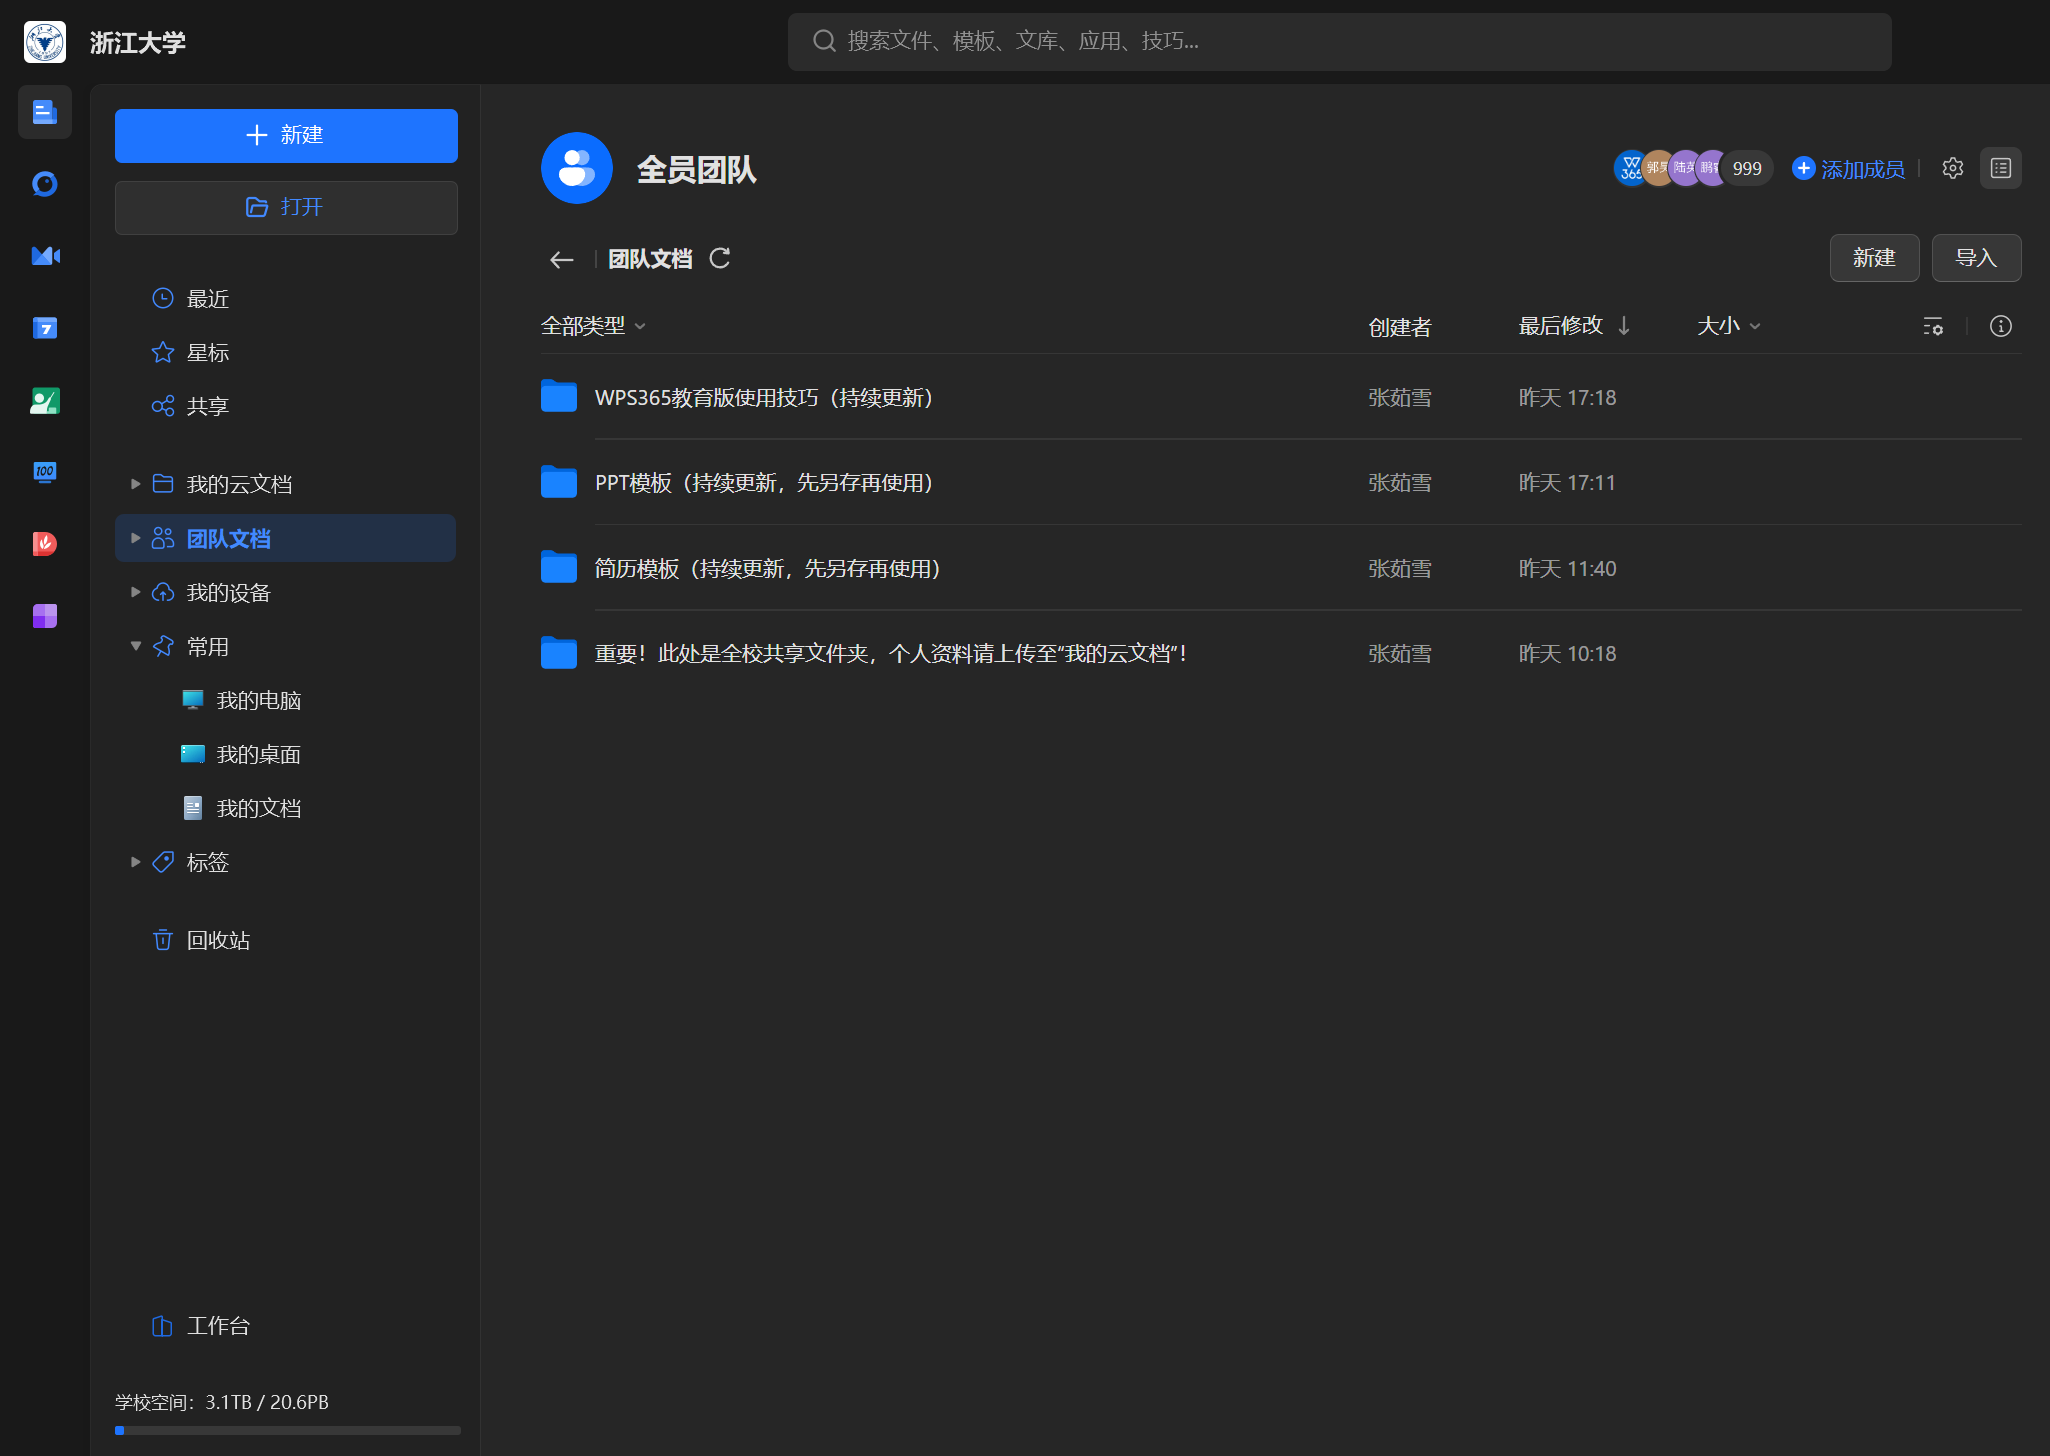 浙江大学
搜索文件、模板、文库、应用、技巧...
新建
打开
最近
星标
共享
我的云文档
团队文档
我的设备
常用
我的电脑
我的桌面
我的文档
标签
回收站
工作台
学校空间：3.1TB / 20.6PB
7
100
全员团队
365
陆英
999
添加成员
团队文档
新建
导入
全部类型 创建者 最后修改 大小
WPS365教育版使用技巧（持续更新） 张茹雪 昨天 17:18
PPT模板（持续更新，先另存再使用） 张茹雪 昨天 17:11
简历模板（持续更新，先另存再使用） 张茹雪 昨天 11:40
重要！此处是全校共享文件夹，个人资料请上传至“我的云文档”！ 张茹雪 昨天 10:18